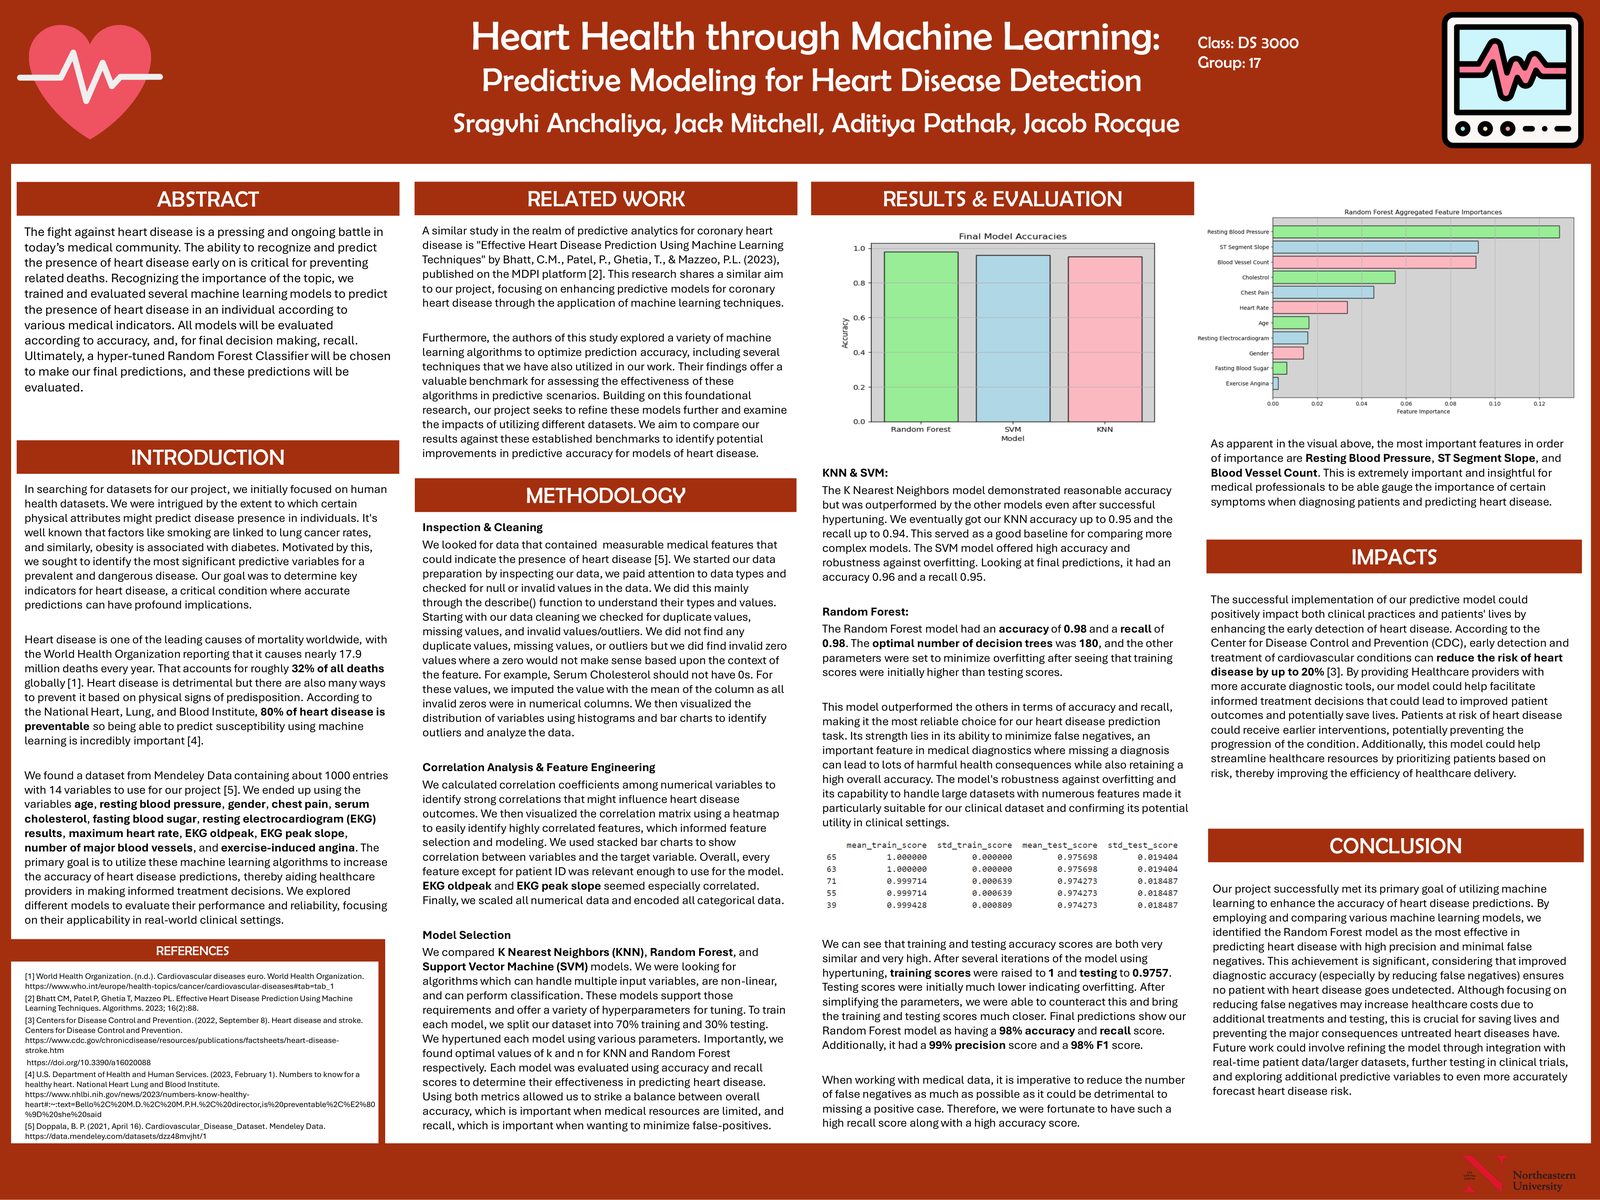 Heart Health through Machine Learning:
Predictive Modeling for Heart Disease Detection
Sragvhi Anchaliya, Jack Mitchell, Aditiya Pathak, Jacob Rocque
Class: DS 3000
Group: 17
ABSTRACT
The fight against heart disease is a pressing and ongoing battle in
today's medical community. The ability to recognize and predict
the presence of heart disease early on is critical for preventing
related deaths. Recognizing the importance of the topic, we
trained and evaluated several machine learning models to predict
the presence of heart disease in an individual according to
various medical indicators. All models will be evaluated
according to accuracy, and, for final decision making, recall.
Ultimately, a hyper-tuned Random Forest Classifier will be chosen
to make our final predictions, and these predictions will be
evaluated.
INTRODUCTION
In searching for datasets for our project, we initially focused on human
health datasets. We were intrigued by the extent to which certain
physical attributes might predict disease presence in individuals. It's
well known that factors like smoking are linked to lung cancer rates,
and similarly, obesity is associated with diabetes. Motivated by this,
we sought to identify the most significant predictive variables for a
prevalent and dangerous disease. Our goal was to determine key
indicators for heart disease, a critical condition where accurate
predictions can have profound implications.
Heart disease is one of the leading causes of mortality worldwide, with
the World Health Organization reporting that it causes nearly 17.9
million deaths every year. That accounts for roughly 32% of all deaths
globally [1]. Heart disease is detrimental but there are also many ways
to prevent it based on physical signs of predisposition. According to
the National Heart, Lung, and Blood Institute, 80% of heart disease is
preventable so being able to predict susceptibility using machine
learning is incredibly important [4].
We found a dataset from Mendeley Data containing about 1000 entries
with 14 variables to use for our project [5]. We ended up using the
variables age, resting blood pressure, gender, chest pain, serum
cholesterol, fasting blood sugar, resting electrocardiogram (EKG)
results, maximum heart rate, EKG oldpeak, EKG peak slope,
number of major blood vessels, and exercise-induced angina. The
primary goal is to utilize these machine learning algorithms to increase
the accuracy of heart disease predictions, thereby aiding healthcare
providers in making informed treatment decisions. We explored
different models to evaluate their performance and reliability, focusing
on their applicability in real-world clinical settings.
REFERENCES
[1] World Health Organization. (n.d.). Cardiovascular diseases euro. World Health Organization.
https://www.who.int/europe/health-topics/cancer/cardiovascular-diseases#tab=tab_1
[2] Bhatt CM, Patel P, Ghetia T, Mazzeo PL. Effective Heart Disease Prediction Using Machine
Learning Techniques. Algorithms. 2023; 16(2):88.
[3] Centers for Disease Control and Prevention. (2022, September 8). Heart disease and stroke.
Centers for Disease Control and Prevention.
https://www.cdc.gov/chronicdisease/resources/publications/factsheets/heart-disease-
stroke.htm
https://doi.org/10.3390/a16020088
[4] U.S. Department of Health and Human Services. (2023, February 1). Numbers to know for a
healthy heart. National Heart Lung and Blood Institute.
https://www.nhlbi.nih.gov/news/2023/numbers-know-healthy-
heart#:~:text=Bello%2C%20M.D.%2C%20M.P.H.%2C%20director,is%20preventable%2C%E2%80
%9D%20she%20said
[5] Doppala, B. P. (2021, April 16). Cardiovascular_Disease_Dataset. Mendeley Data.
https://data.mendeley.com/datasets/dzz48mvjht/1
RELATED WORK
A similar study in the realm of predictive analytics for coronary heart
disease is "Effective Heart Disease Prediction Using Machine Learning
Techniques" by Bhatt, C.M., Patel, P., Ghetia, T., & Mazzeo, P.L. (2023),
published on the MDPI platform [2]. This research shares a similar aim
to our project, focusing on enhancing predictive models for coronary
heart disease through the application of machine learning techniques.
Furthermore, the authors of this study explored a variety of machine
learning algorithms to optimize prediction accuracy, including several
techniques that we have also utilized in our work. Their findings offer a
valuable benchmark for assessing the effectiveness of these
algorithms in predictive scenarios. Building on this foundational
research, our project seeks to refine these models further and examine
the impacts of utilizing different datasets. We aim to compare our
results against these established benchmarks to identify potential
improvements in predictive accuracy for models of heart disease.
METHODOLOGY
Inspection & Cleaning
We looked for data that contained  measurable medical features that
could indicate the presence of heart disease [5]. We started our data
preparation by inspecting our data, we paid attention to data types and
checked for null or invalid values in the data. We did this mainly
through the describe() function to understand their types and values.
Starting with our data cleaning we checked for duplicate values,
missing values, and invalid values/outliers. We did not find any
duplicate values, missing values, or outliers but we did find invalid zero
values where a zero would not make sense based upon the context of
the feature. For example, Serum Cholesterol should not have 0s. For
these values, we imputed the value with the mean of the column as all
invalid zeros were in numerical columns. We then visualized the
distribution of variables using histograms and bar charts to identify
outliers and analyze the data.
Correlation Analysis & Feature Engineering
We calculated correlation coefficients among numerical variables to
identify strong correlations that might influence heart disease
outcomes. We then visualized the correlation matrix using a heatmap
to easily identify highly correlated features, which informed feature
selection and modeling. We used stacked bar charts to show
correlation between variables and the target variable. Overall, every
feature except for patient ID was relevant enough to use for the model.
EKG oldpeak and EKG peak slope seemed especially correlated.
Finally, we scaled all numerical data and encoded all categorical data.
Model Selection
We compared K Nearest Neighbors (KNN), Random Forest, and
Support Vector Machine (SVM) models. We were looking for
algorithms which can handle multiple input variables, are non-linear,
and can perform classification. These models support those
requirements and offer a variety of hyperparameters for tuning. To train
each model, we split our dataset into 70% training and 30% testing.
We hypertuned each model using various parameters. Importantly, we
found optimal values of k and n for KNN and Random Forest
respectively. Each model was evaluated using accuracy and recall
scores to determine their effectiveness in predicting heart disease.
Using both metrics allowed us to strike a balance between overall
accuracy, which is important when medical resources are limited, and
recall, which is important when wanting to minimize false-positives.
RESULTS & EVALUATION
Final Model Accuracies
1.0
0.8
0.6
0.4
0.2
0.0
Accuracy
Random Forest
SVM
KNN
Model
KNN & SVM:
The K Nearest Neighbors model demonstrated reasonable accuracy
but was outperformed by the other models even after successful
hypertuning. We eventually got our KNN accuracy up to 0.95 and the
recall up to 0.94. This served as a good baseline for comparing more
complex models. The SVM model offered high accuracy and
robustness against overfitting. Looking at final predictions, it had an
accuracy 0.96 and a recall 0.95.
Random Forest:
The Random Forest model had an accuracy of 0.98 and a recall of
0.98. The optimal number of decision trees was 180, and the other
parameters were set to minimize overfitting after seeing that training
scores were initially higher than testing scores.
This model outperformed the others in terms of accuracy and recall,
making it the most reliable choice for our heart disease prediction
task. Its strength lies in its ability to minimize false negatives, an
important feature in medical diagnostics where missing a diagnosis
can lead to lots of harmful health consequences while also retaining a
high overall accuracy. The model's robustness against overfitting and
its capability to handle large datasets with numerous features made it
particularly suitable for our clinical dataset and confirming its potential
utility in clinical settings.
mean_train_score std_train_score mean_test_score std_test_score
65 1.000000 0.000000 0.975698 0.019404
63 1.000000 0.000000 0.975698 0.019404
71 0.999714 0.000639 0.974273 0.018487
55 0.999714 0.000639 0.974273 0.018487
39 0.999428 0.000809 0.974273 0.018487
We can see that training and testing accuracy scores are both very
similar and very high. After several iterations of the model using
hypertuning, training scores were raised to 1 and testing to 0.9757.
Testing scores were initially much lower indicating overfitting. After
simplifying the parameters, we were able to counteract this and bring
the training and testing scores much closer. Final predictions show our
Random Forest model as having a 98% accuracy and recall score.
Additionally, it had a 99% precision score and a 98% F1 score.
When working with medical data, it is imperative to reduce the number
of false negatives as much as possible as it could be detrimental to
missing a positive case. Therefore, we were fortunate to have such a
high recall score along with a high accuracy score.
Random Forest Aggregated Feature Importances
Resting Blood Pressure
ST Segment Slope
Blood Vessel Count
Cholestrol
Chest Pain
Heart Rate
Age
Resting Electrocardiogram
Gender
Fasting Blood Sugar
Exercise Angina
0.00 0.02 0.04 0.06 0.08 0.10 0.12
Feature Importance
As apparent in the visual above, the most important features in order
of importance are Resting Blood Pressure, ST Segment Slope, and
Blood Vessel Count. This is extremely important and insightful for
medical professionals to be able gauge the importance of certain
symptoms when diagnosing patients and predicting heart disease.
IMPACTS
The successful implementation of our predictive model could
positively impact both clinical practices and patients' lives by
enhancing the early detection of heart disease. According to the
Center for Disease Control and Prevention (CDC), early detection and
treatment of cardiovascular conditions can reduce the risk of heart
disease by up to 20% [3]. By providing Healthcare providers with
more accurate diagnostic tools, our model could help facilitate
informed treatment decisions that could lead to improved patient
outcomes and potentially save lives. Patients at risk of heart disease
could receive earlier interventions, potentially preventing the
progression of the condition. Additionally, this model could help
streamline healthcare resources by prioritizing patients based on
risk, thereby improving the efficiency of healthcare delivery.
CONCLUSION
Our project successfully met its primary goal of utilizing machine
learning to enhance the accuracy of heart disease predictions. By
employing and comparing various machine learning models, we
identified the Random Forest model as the most effective in
predicting heart disease with high precision and minimal false
negatives. This achievement is significant, considering that improved
diagnostic accuracy (especially by reducing false negatives) ensures
no patient with heart disease goes undetected. Although focusing on
reducing false negatives may increase healthcare costs due to
additional treatments and testing, this is crucial for saving lives and
preventing the major consequences untreated heart diseases have.
Future work could involve refining the model through integration with
real-time patient data/larger datasets, further testing in clinical trials,
and exploring additional predictive variables to even more accurately
forecast heart disease risk.
Northeastern
University